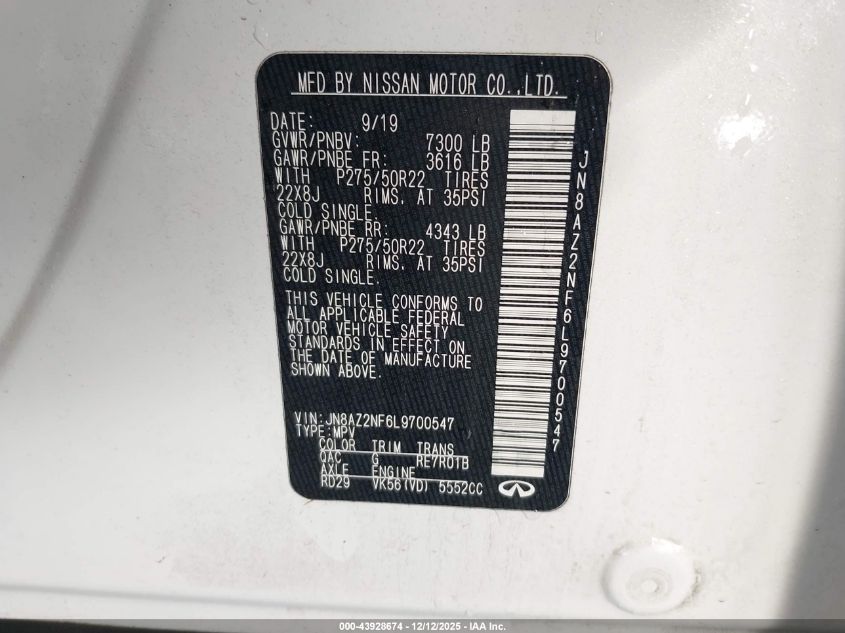 MFD BY NISSAN MOTOR CO.,LTD.
DATE: 9/19
GVWR/PNBV: 7300 LB
GAWR/PNBE FR: 3616 LB
WITH P275/50R22 TIRES
22X8J RIMS, AT 35PSI
COLD SINGLE.
GAWR/PNBE RR: 4343 LB
WITH P275/50R22 TIRES
22X8J RIMS, AT 35PSI
COLD SINGLE.
THIS VEHICLE CONFORMS TO
ALL APPLICABLE FEDERAL
MOTOR VEHICLE SAFETY
STANDARDS IN EFFECT ON
THE DATE OF MANUFACTURE
SHOWN ABOVE.
VIN:JN8AZ2NF6L9700547
TYPE:MPV
COLOR TRIM TRANS
QAC G RE7R01B
AXLE ENGINE
RD29 VK56(VD) 5552CC
JN8AZ2NF6L9700547
000-43928674 • 12/12/2025 • IAA Inc.